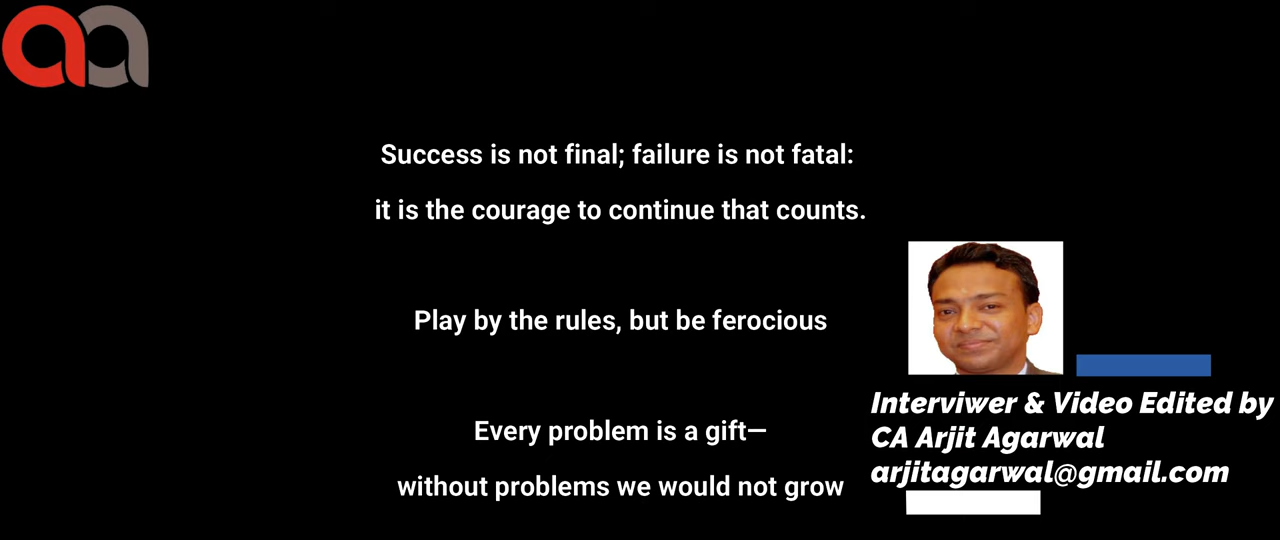 Success is not final; failure is not fatal:
it is the courage to continue that counts.
Play by the rules, but be ferocious
Every problem is a gift—
without problems we would not grow
Interviwer & Video Edited by
CA Arjit Agarwal
arjitagarwal@gmail.com